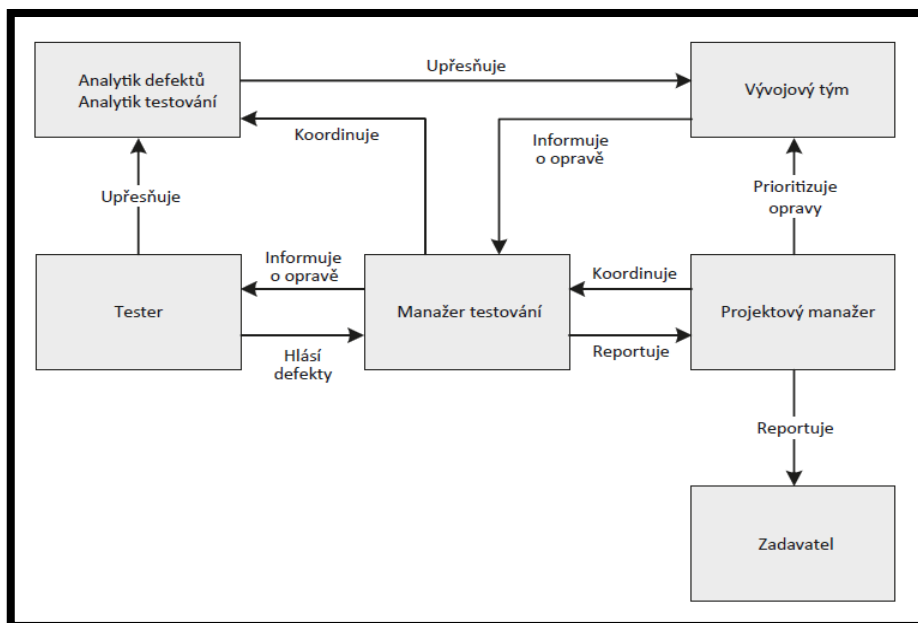 Analytik defektů
Analytik testování
Upřesňuje
Vývojový tým
Koordinuje
Informuje
o opravě
Upřesňuje
Prioritizuje
opravy
Tester
Informuje
o opravě
Manažer testování
Koordinuje
Projektový manažer
Hlásí
defekty
Reportuje
Reportuje
Zadavatel